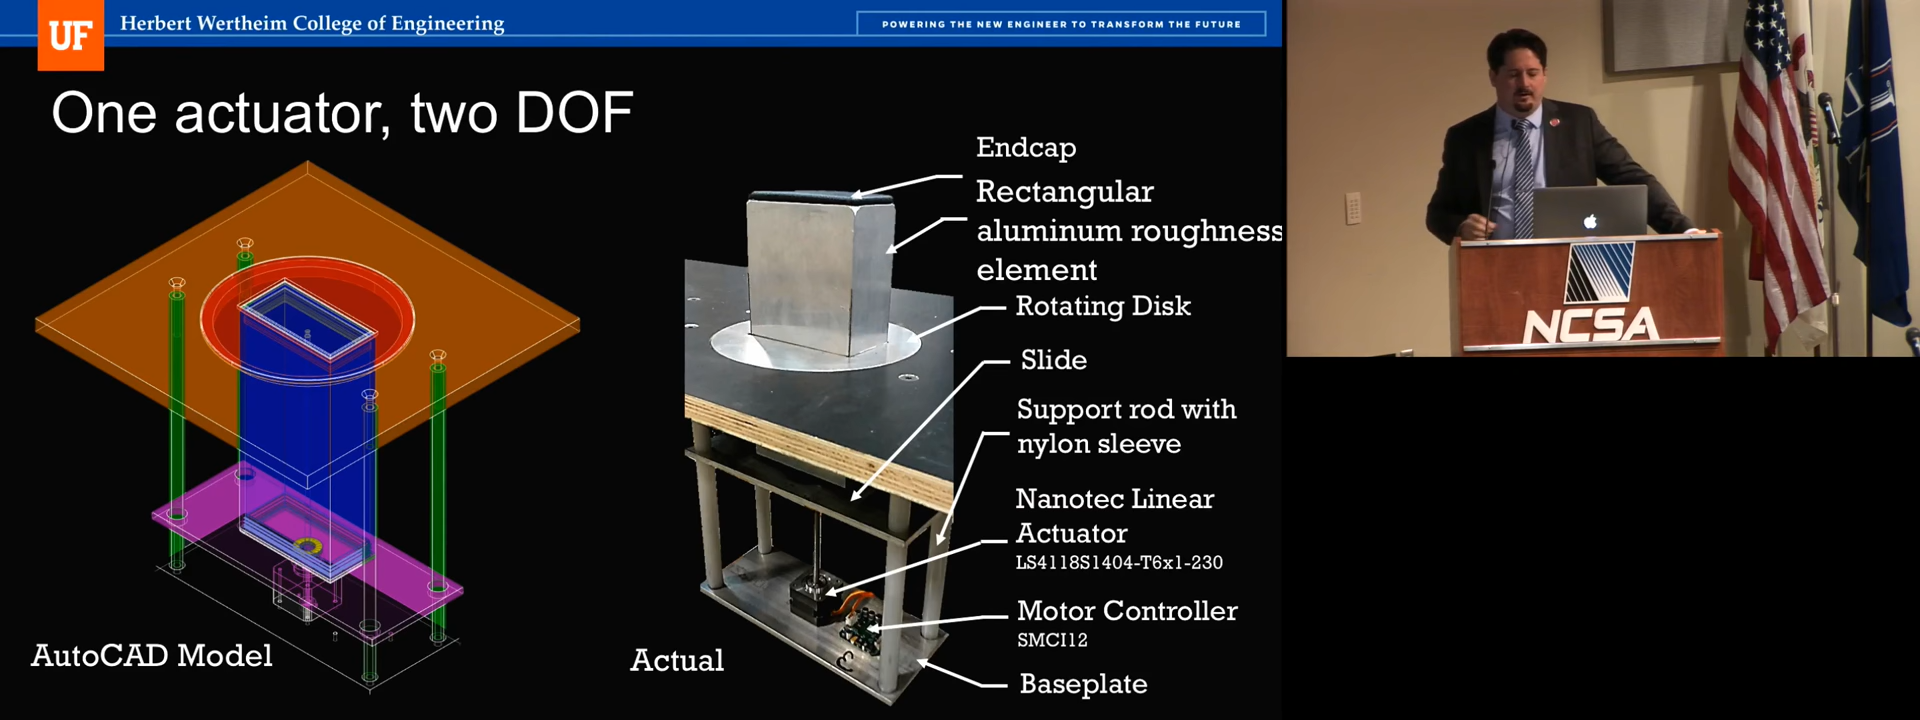 UF
Herbert Wertheim College of Engineering
POWERING THE NEW ENGINEER TO TRANSFORM THE FUTURE
One actuator, two DOF
Endcap
Rectangular
aluminum roughness
element
Rotating Disk
Slide
Support rod with
nylon sleeve
Nanotec Linear
Actuator
LS4118S1404-T6x1-230
Motor Controller
SMCI12
Baseplate
AutoCAD Model
Actual
NCSA